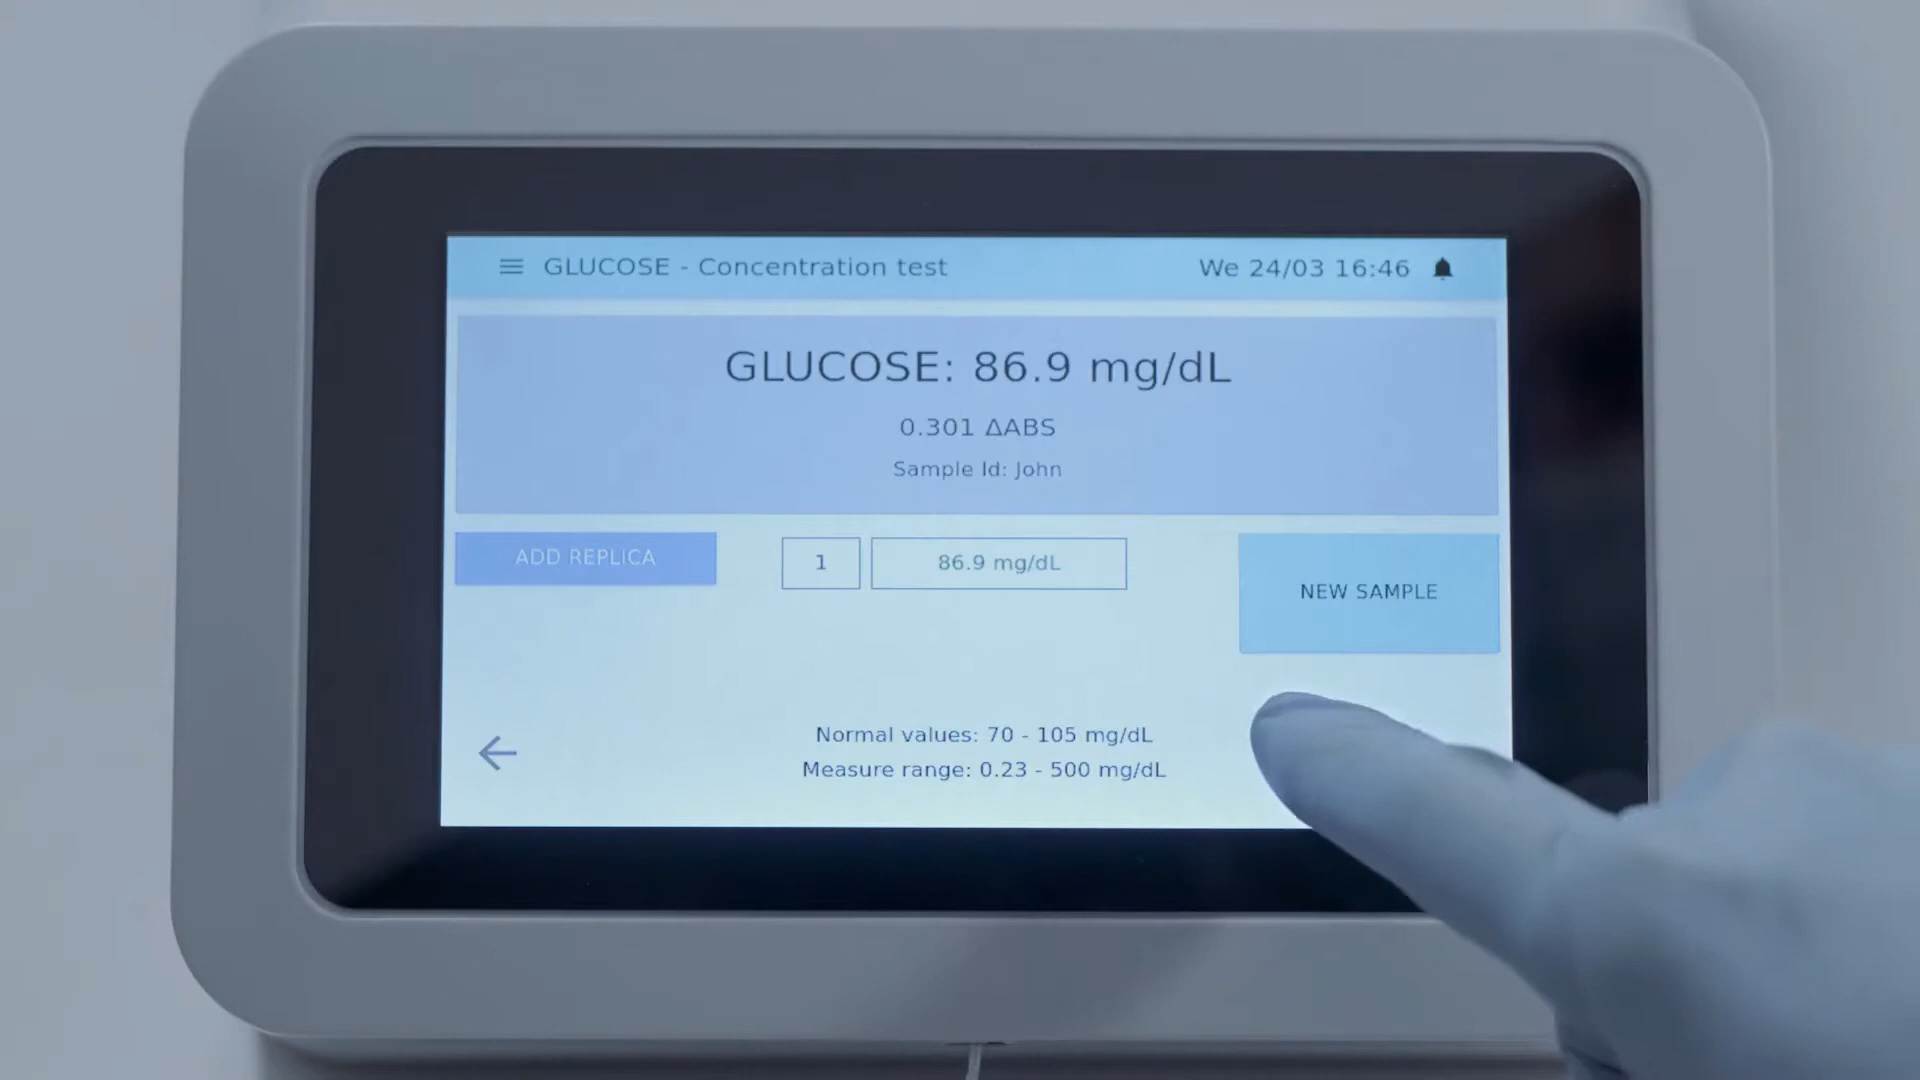 GLUCOSE - Concentration test
We 24/03 16:46
GLUCOSE: 86.9 mg/dL
0.301 ΔABS
Sample Id: John
ADD REPLICA
1
86.9 mg/dL
NEW SAMPLE
Normal values: 70 - 105 mg/dL
Measure range: 0.23 - 500 mg/dL